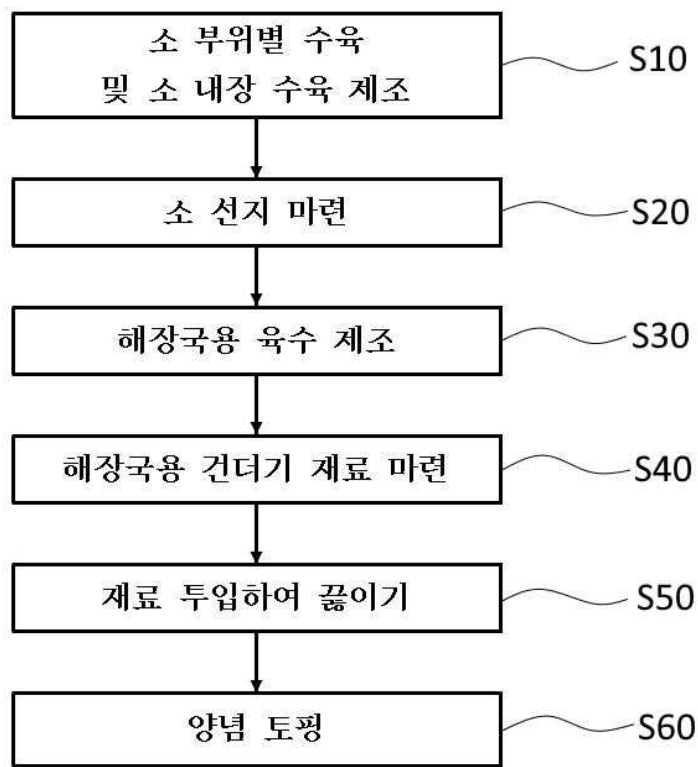 소 부위별 수육
및 소 내장 수육 제조
S10
소 선지 마련
S20
해장국용 육수 제조
S30
해장국용 건더기 재료 마련
S40
재료 투입하여 끓이기
S50
양념 토핑
S60